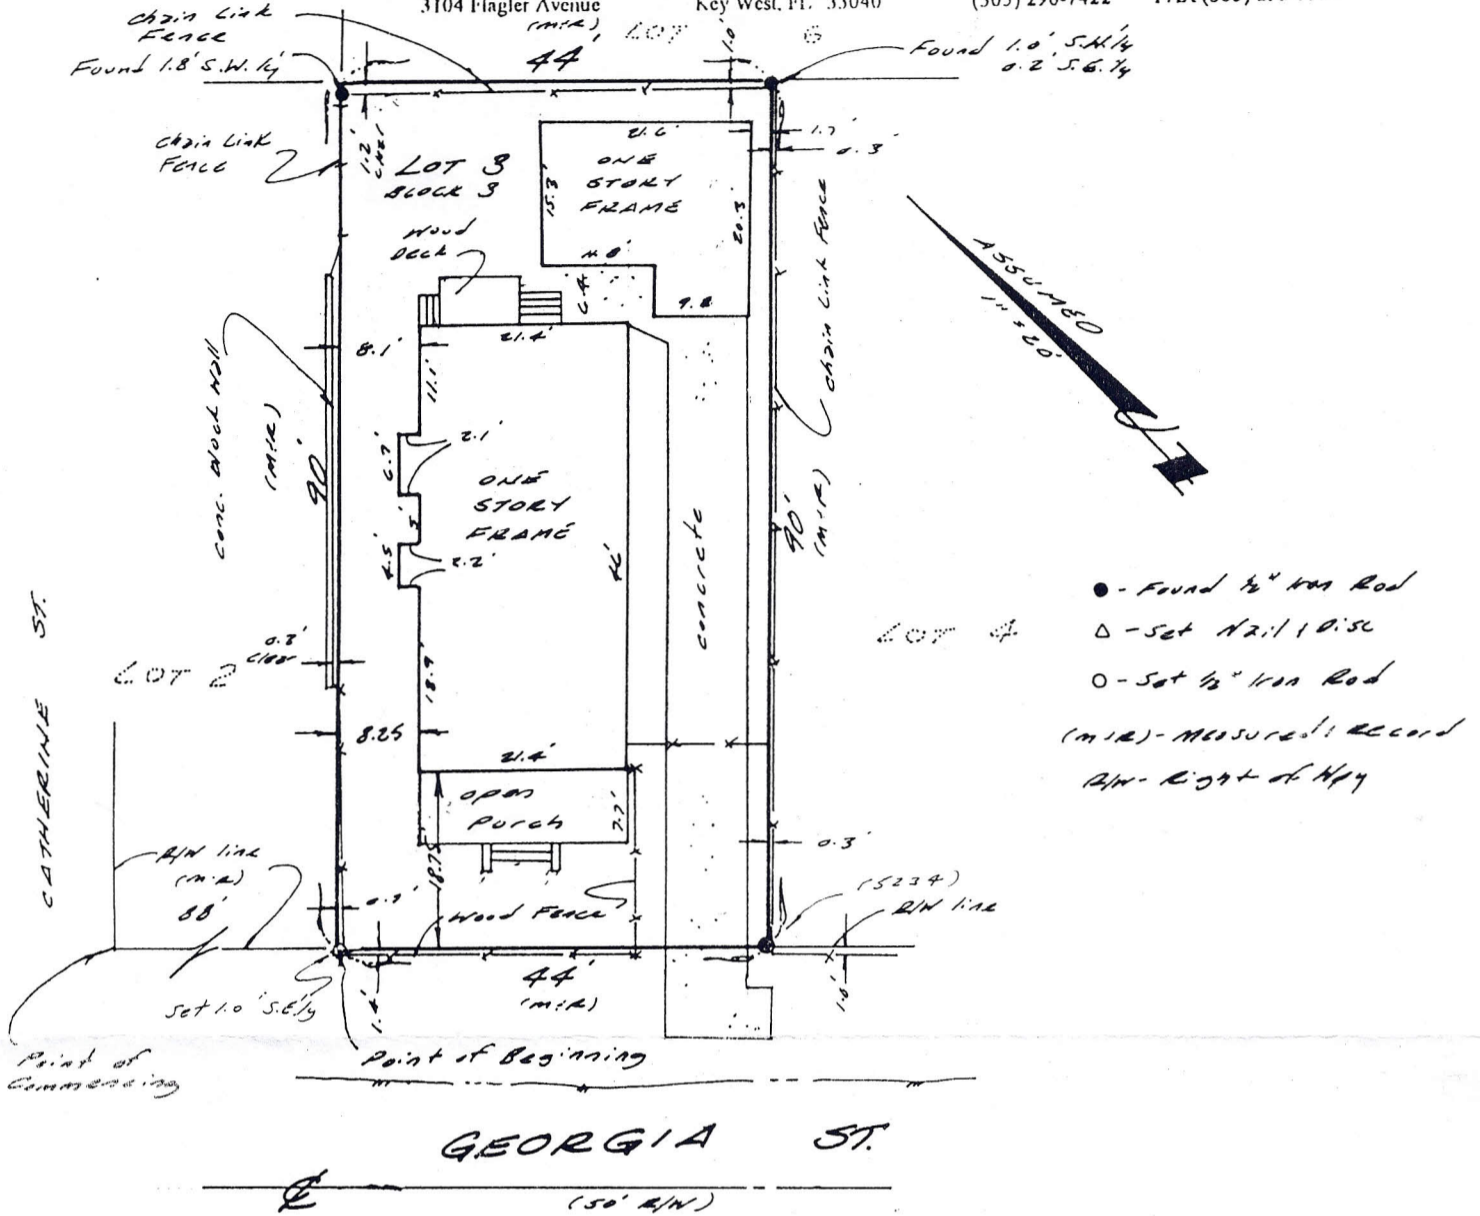 3104 Flagler Avenue Key West, FL 33040
chain Link
Fence
(m&R)
44'
LOT 6
1.0'
Found 1.8' S.W.'ly
Found 1.0' S.W.'ly
0.2' S.E.'ly
chain Link
Fence
1.2'
clear
LOT 3
BLOCK 3
21.6'
ONE
STORY
FRAME
15.3'
20.3'
1.7'
0.3'
chain Link Fence
Wood
Deck
6.4'
9.8
ASSUMED
1"=20'
21.4'
8.1'
11.1'
conc. Block Wall
(M&R)
90'
6.7'
2.1'
5'
4.5'
2.2'
ONE
STORY
FRAME
46'
concrete
90'
(M&R)
CATHERINE ST.
LOT 2
0.3'
clear
18.9'
LOT 4
● - Found ½" Iron Rod
△ - Set Nail & Disc
○ - Set ½" Iron Rod
(M&R) - Measured & Record
R/W - Right of Way
8.25
21.4'
open
Porch
7.7'
18.75'
R/W line
(M&R)
88'
0.7'
Wood Fence
0.3'
(5234)
R/W line
Set 1.0' S.E.'ly
1.4'
44'
(M&R)
1.6'
Point of
Commencing
Point of Beginning
GEORGIA ST.
℄
(50' R/W)